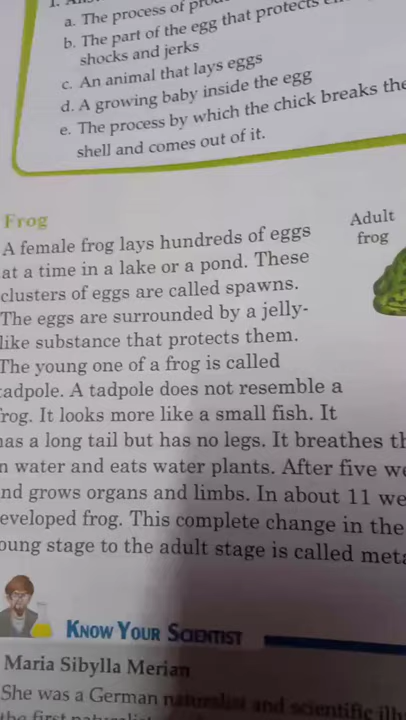 a. The process of
b. The part of the egg that protects
shocks and jerks
c. An animal that lays eggs
d. A growing baby inside the egg
e. The process by which the chick breaks the
shell and comes out of it.
Frog
Adult
frog
A female frog lays hundreds of eggs
at a time in a lake or a pond. These
clusters of eggs are called spawns.
The eggs are surrounded by a jelly-
like substance that protects them.
The young one of a frog is called
tadpole. A tadpole does not resemble a
frog. It looks more like a small fish. It
has a long tail but has no legs. It breathes
n water and eats water plants. After five we
nd grows organs and limbs. In about 11 we
eveloped frog. This complete change in the
oung stage to the adult stage is called meta
KNOW YOUR SCIENTIST
Maria Sibylla Merian
She was a German naturalist and scientific
the first